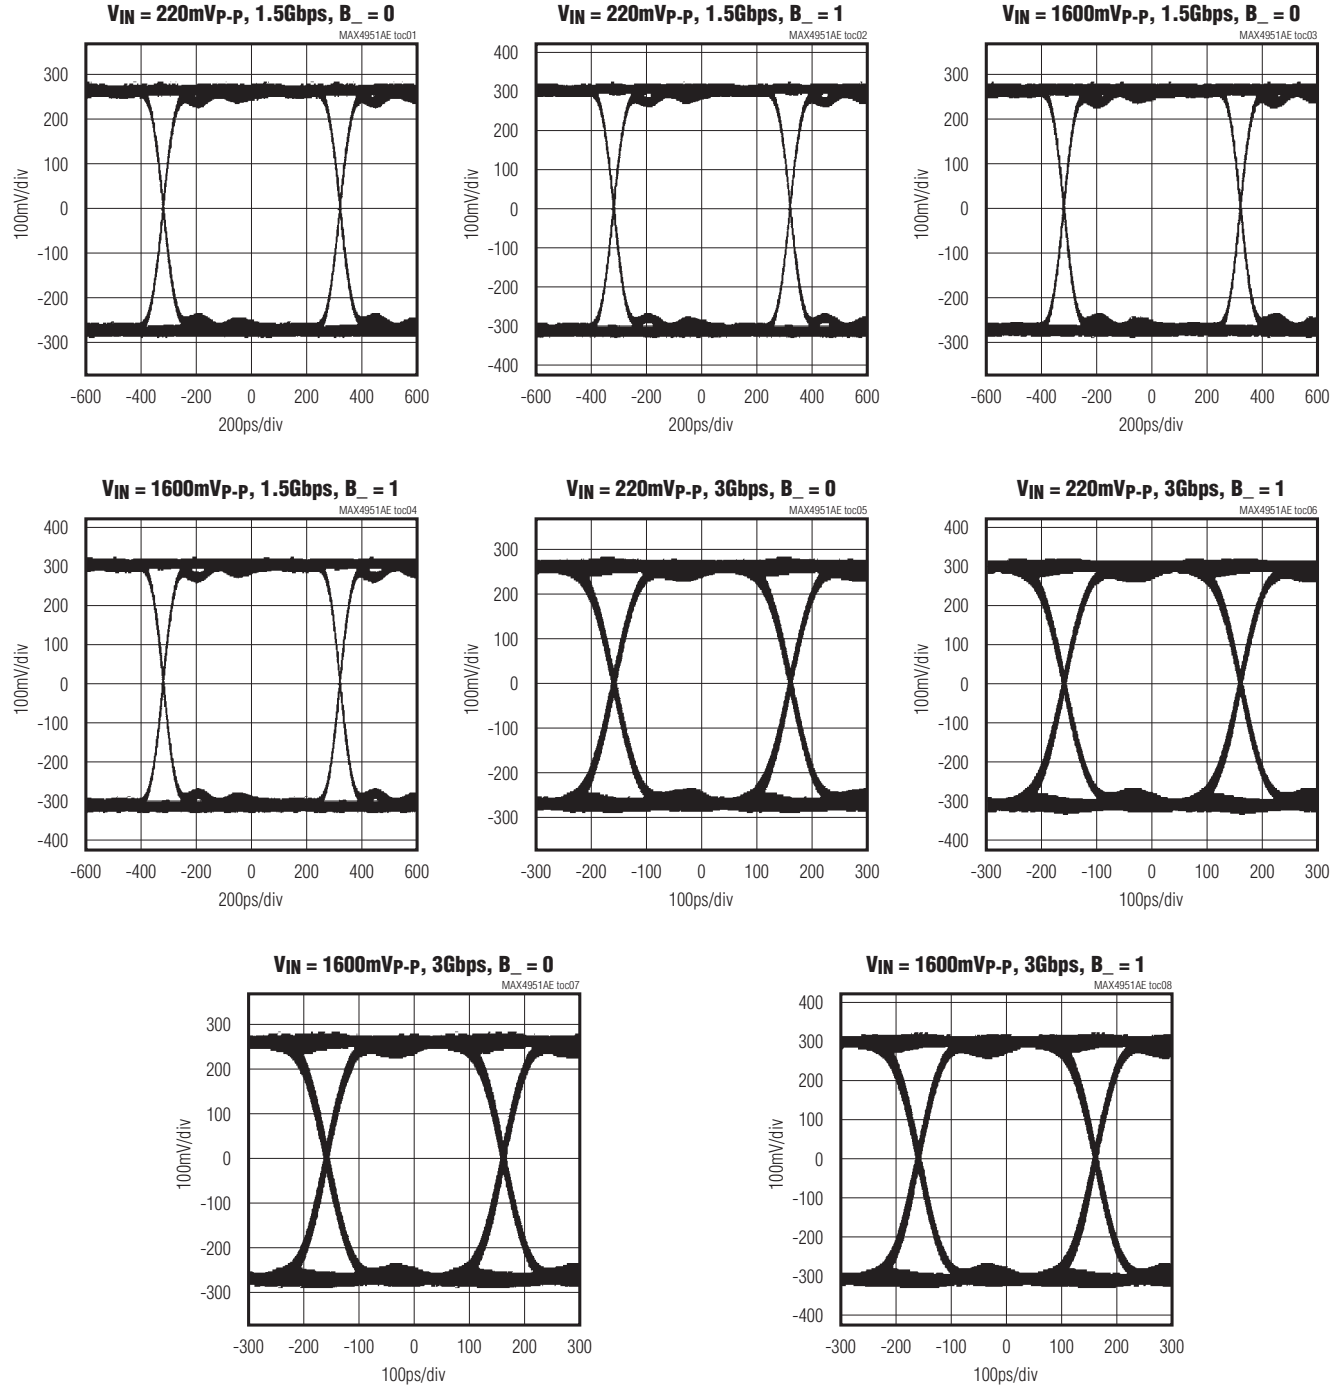 VIN = 220mVP-P, 1.5Gbps, B_ = 0
MAX4951AE toc01
300
200
100
0
-100
-200
-300
100mV/div
-600 -400 -200 0 200 400 600
200ps/div
VIN = 220mVP-P, 1.5Gbps, B_ = 1
MAX4951AE toc02
400
300
200
100
0
-100
-200
-300
-400
100mV/div
-600 -400 -200 0 200 400 600
200ps/div
VIN = 1600mVP-P, 1.5Gbps, B_ = 0
MAX4951AE toc03
300
200
100
0
-100
-200
-300
100mV/div
-600 -400 -200 0 200 400 600
200ps/div
VIN = 1600mVP-P, 1.5Gbps, B_ = 1
MAX4951AE toc04
400
300
200
100
0
-100
-200
-300
-400
100mV/div
-600 -400 -200 0 200 400 600
200ps/div
VIN = 220mVP-P, 3Gbps, B_ = 0
MAX4951AE toc05
300
200
100
0
-100
-200
-300
100mV/div
-300 -200 -100 0 100 200 300
100ps/div
VIN = 220mVP-P, 3Gbps, B_ = 1
MAX4951AE toc06
400
300
200
100
0
-100
-200
-300
-400
100mV/div
-300 -200 -100 0 100 200 300
100ps/div
VIN = 1600mVP-P, 3Gbps, B_ = 0
MAX4951AE toc07
300
200
100
0
-100
-200
-300
100mV/div
-300 -200 -100 0 100 200 300
100ps/div
VIN = 1600mVP-P, 3Gbps, B_ = 1
MAX4951AE toc08
400
300
200
100
0
-100
-200
-300
-400
100mV/div
-300 -200 -100 0 100 200 300
100ps/div